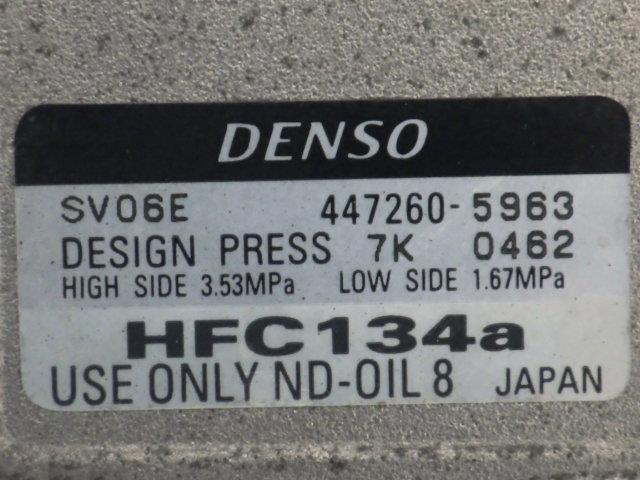 DENSO
SV06E 447260-5963
DESIGN PRESS 7K 0462
HIGH SIDE 3.53MPa LOW SIDE 1.67MPa
HFC134a
USE ONLY ND-OIL 8 JAPAN